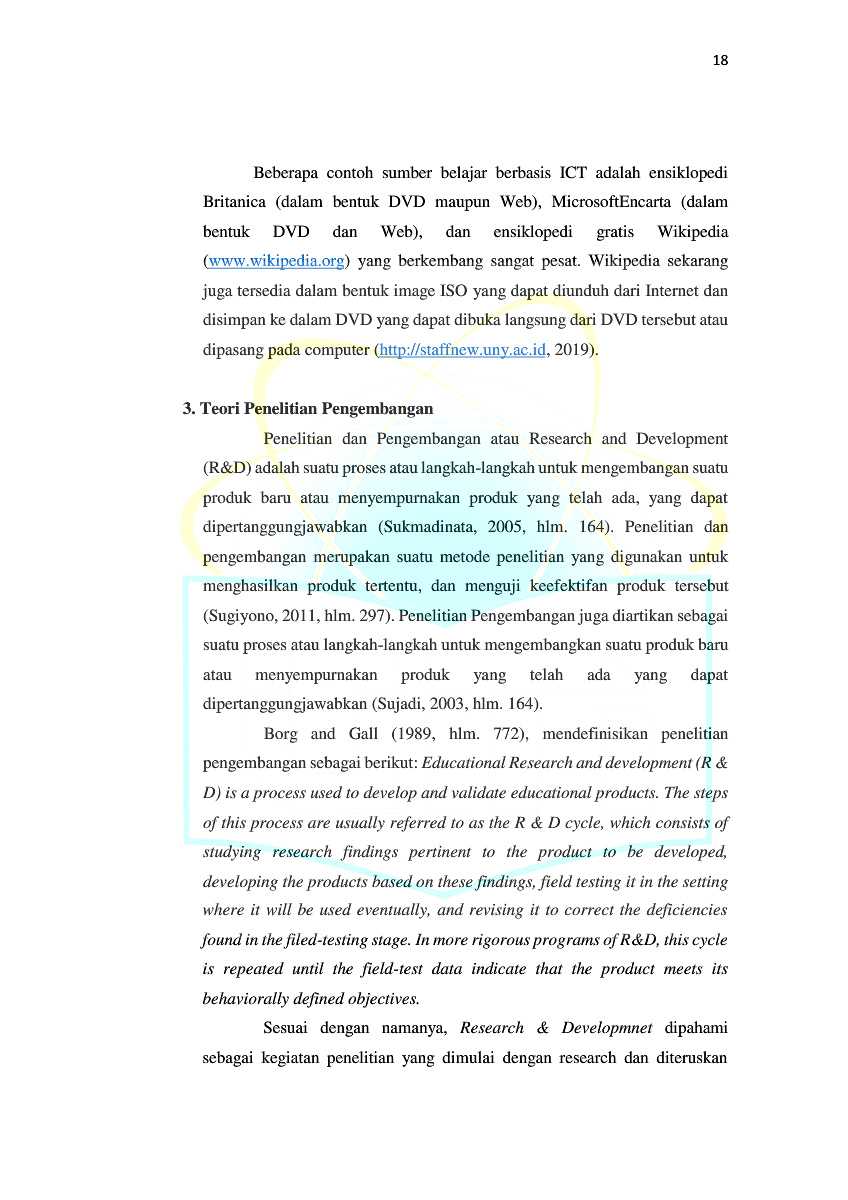 18
Beberapa contoh sumber belajar berbasis ICT adalah ensiklopedi
Britanica (dalam bentuk DVD maupun Web), MicrosoftEncarta (dalam
bentuk DVD dan Web), dan ensiklopedi gratis Wikipedia
(www.wikipedia.org) yang berkembang sangat pesat. Wikipedia sekarang
juga tersedia dalam bentuk image ISO yang dapat diunduh dari Internet dan
disimpan ke dalam DVD yang dapat dibuka langsung dari DVD tersebut atau
dipasang pada computer (http://staffnew.uny.ac.id, 2019).
3. Teori Penelitian Pengembangan
Penelitian dan Pengembangan atau Research and Development
(R&D) adalah suatu proses atau langkah-langkah untuk mengembangan suatu
produk baru atau menyempurnakan produk yang telah ada, yang dapat
dipertanggungjawabkan (Sukmadinata, 2005, hlm. 164). Penelitian dan
pengembangan merupakan suatu metode penelitian yang digunakan untuk
menghasilkan produk tertentu, dan menguji keefektifan produk tersebut
(Sugiyono, 2011, hlm. 297). Penelitian Pengembangan juga diartikan sebagai
suatu proses atau langkah-langkah untuk mengembangkan suatu produk baru
atau menyempurnakan produk yang telah ada yang dapat
dipertanggungjawabkan (Sujadi, 2003, hlm. 164).
Borg and Gall (1989, hlm. 772), mendefinisikan penelitian
pengembangan sebagai berikut: Educational Research and development (R &
D) is a process used to develop and validate educational products. The steps
of this process are usually referred to as the R & D cycle, which consists of
studying research findings pertinent to the product to be developed,
developing the products based on these findings, field testing it in the setting
where it will be used eventually, and revising it to correct the deficiencies
found in the filed-testing stage. In more rigorous programs of R&D, this cycle
is repeated until the field-test data indicate that the product meets its
behaviorally defined objectives.
Sesuai dengan namanya, Research & Developmnet dipahami
sebagai kegiatan penelitian yang dimulai dengan research dan diteruskan